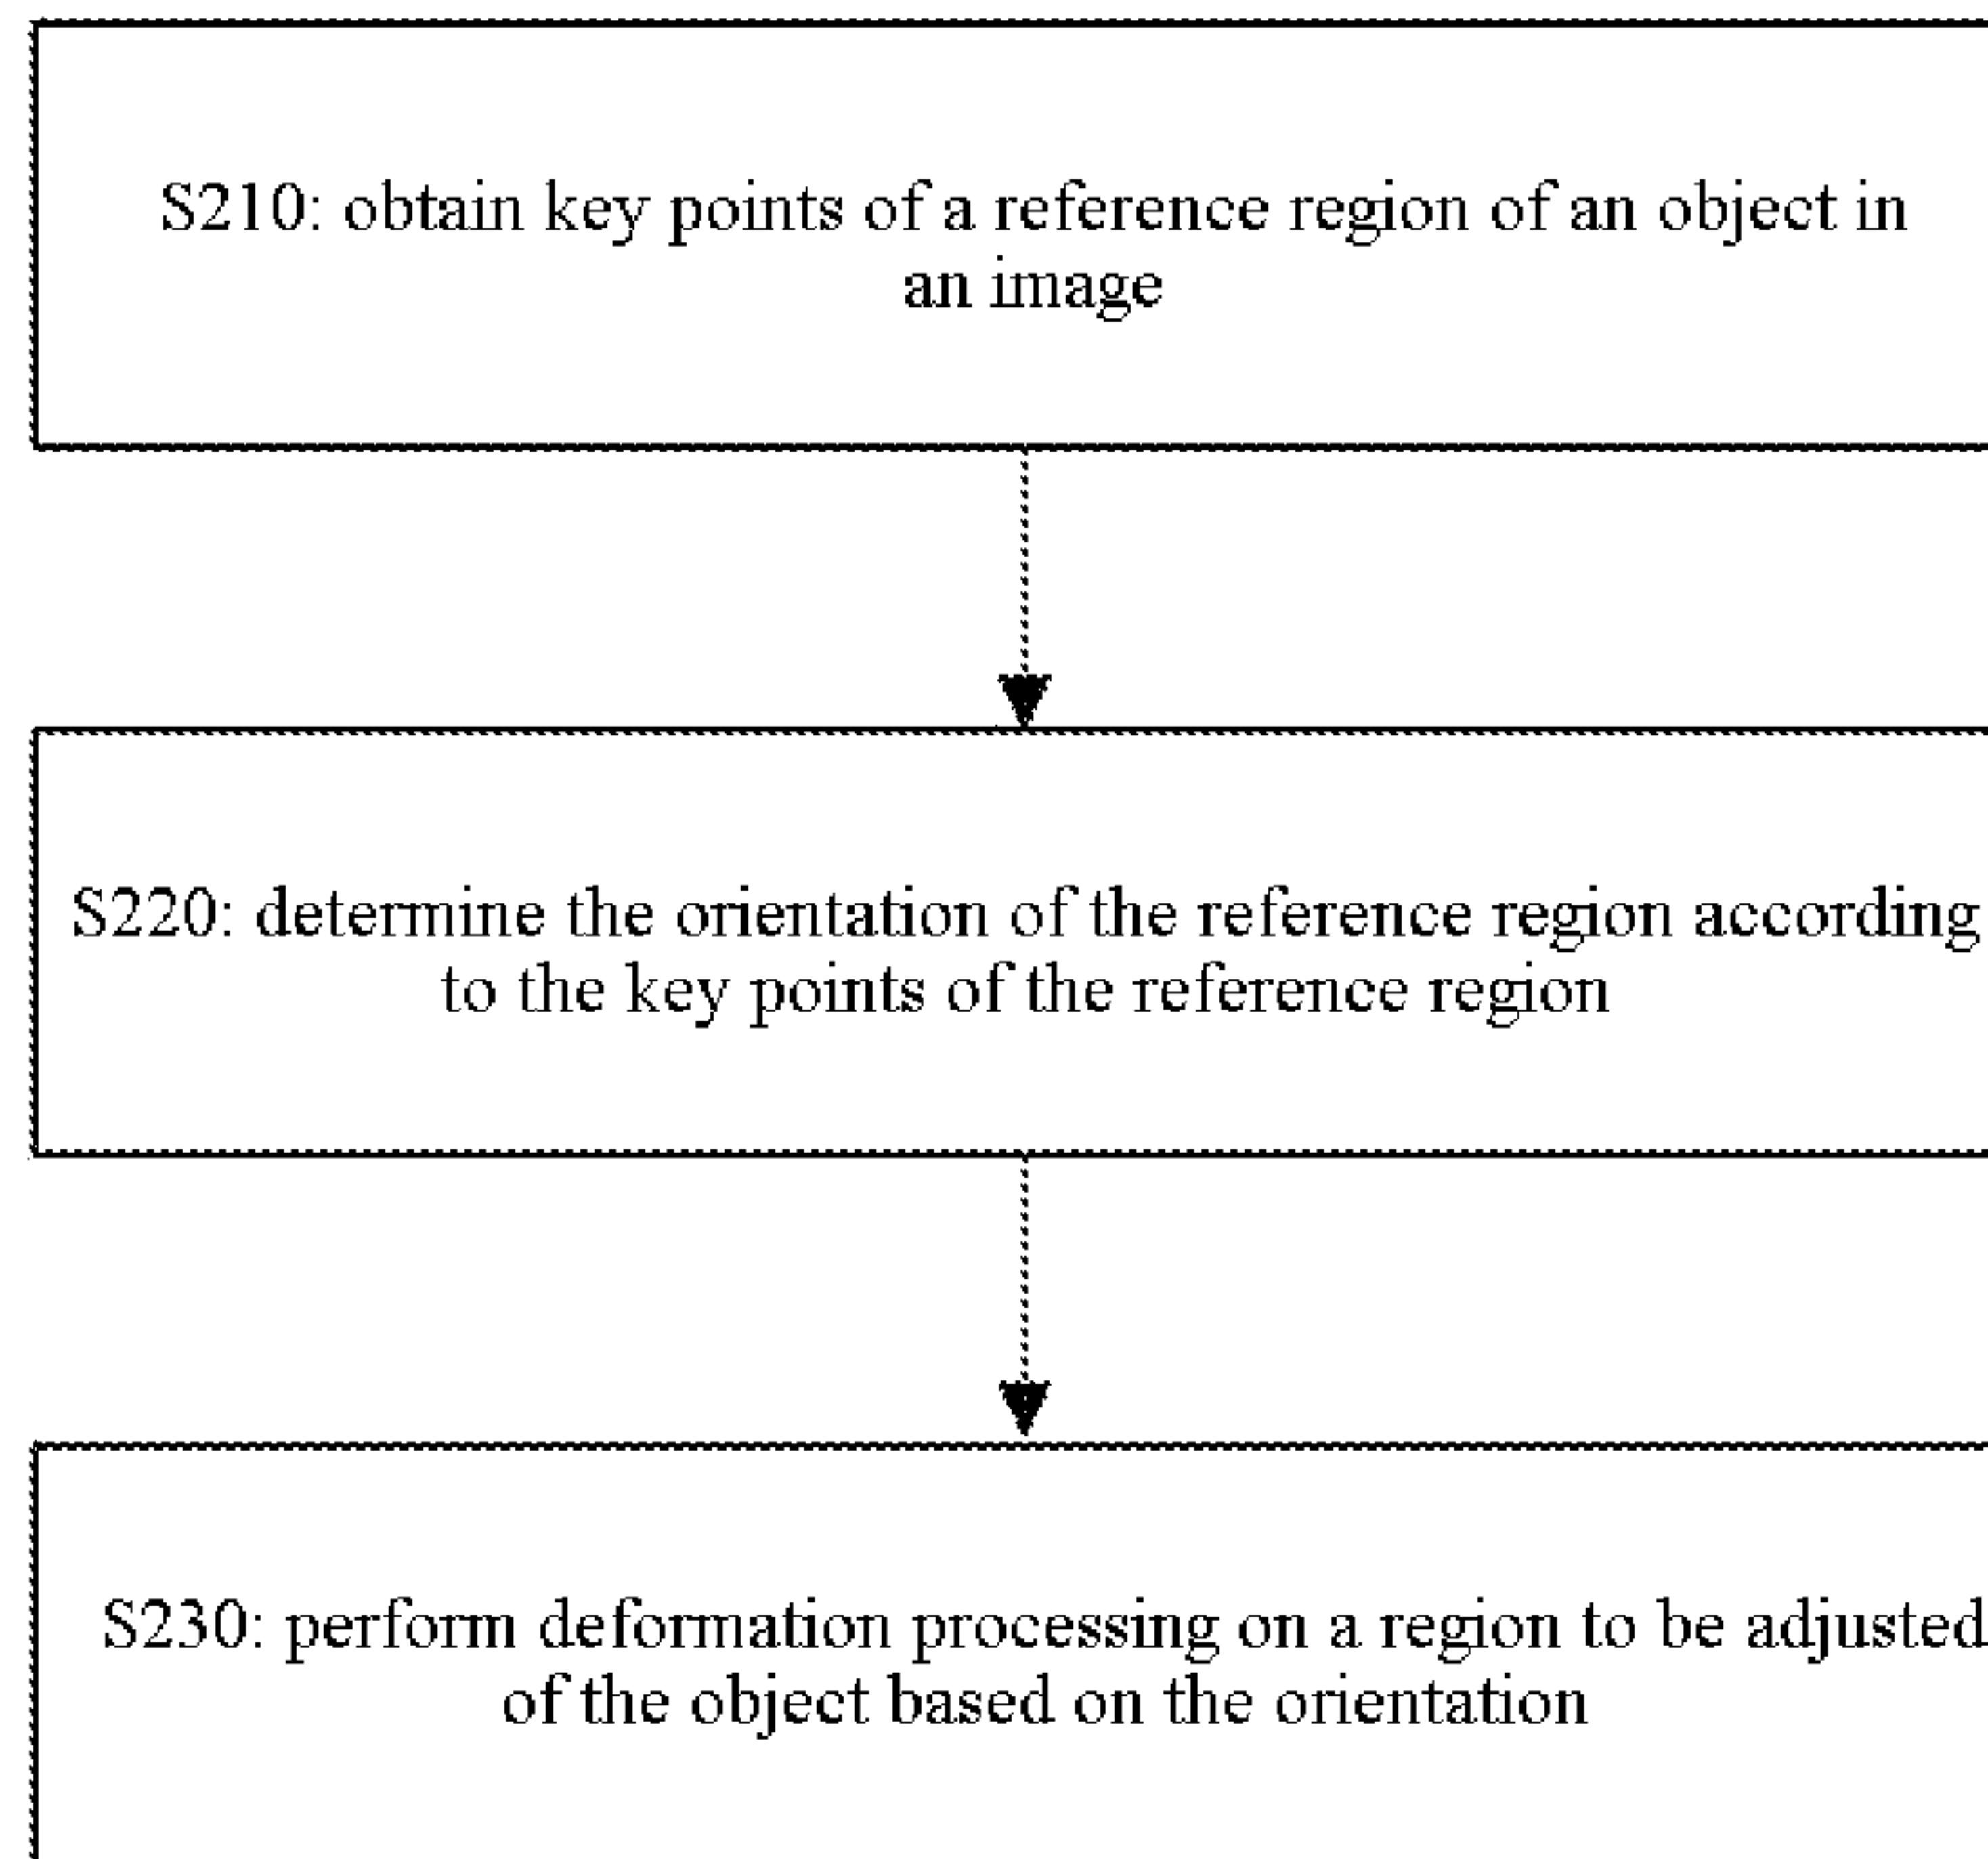 S210: obtain key points of a reference region of an object in
an image
S220: determine the orientation of the reference region according
to the key points of the reference region
S230: perform deformation processing on a region to be adjusted
of the object based on the orientation